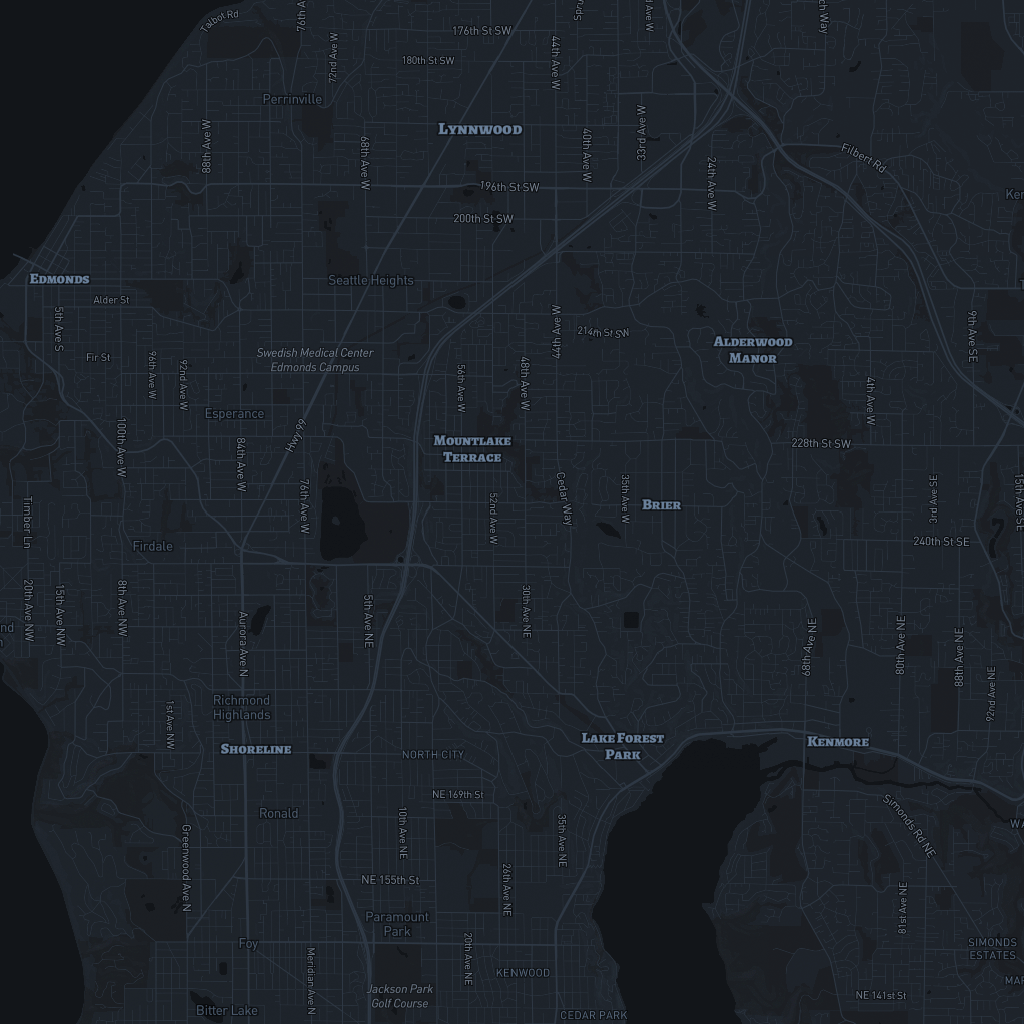 Talbot Rd
76th A
Spru
176th St SW
72nd Ave W
180th St SW
44th Ave W
Perrinville
Lynnwood
33rd Ave W
40th Ave W
88th Ave W
68th Ave W
24th Ave W
Filbert Rd
196th St SW
200th St SW
Edmonds
Seattle Heights
Alder St
5th Ave S
44th Ave W
214th St SW
9th Ave SE
Alderwood
Manor
Fir St
96th Ave W
92nd Ave W
Swedish Medical Center
Edmonds Campus
56th Ave W
48th Ave W
4th Ave W
Esperance
Hwy 99
100th Ave W
84th Ave W
Mountlake
Terrace
228th St SW
Timber Ln
76th Ave W
52nd Ave W
Cedar Way
35th Ave W
Brier
3rd Ave SE
15th Ave SE
240th St SE
Firdale
20th Ave NW
15th Ave NW
8th Ave NW
Aurora Ave N
5th Ave NE
30th Ave NE
68th Ave NE
80th Ave NE
88th Ave NE
92nd Ave NE
Richmond
Highlands
1st Ave NW
Shoreline
NORTH CITY
Lake Forest
Park
Kenmore
NE 169th St
Ronald
Greenwood Ave N
10th Ave NE
35th Ave NE
Simonds Rd NE
NE 155th St
26th Ave NE
81st Ave NE
Paramount
Park
Foy
Meridian Ave N
20th Ave NE
KENWOOD
SIMONDS
ESTATES
Jackson Park
Golf Course
NE 141st St
Bitter Lake
CEDAR PARK